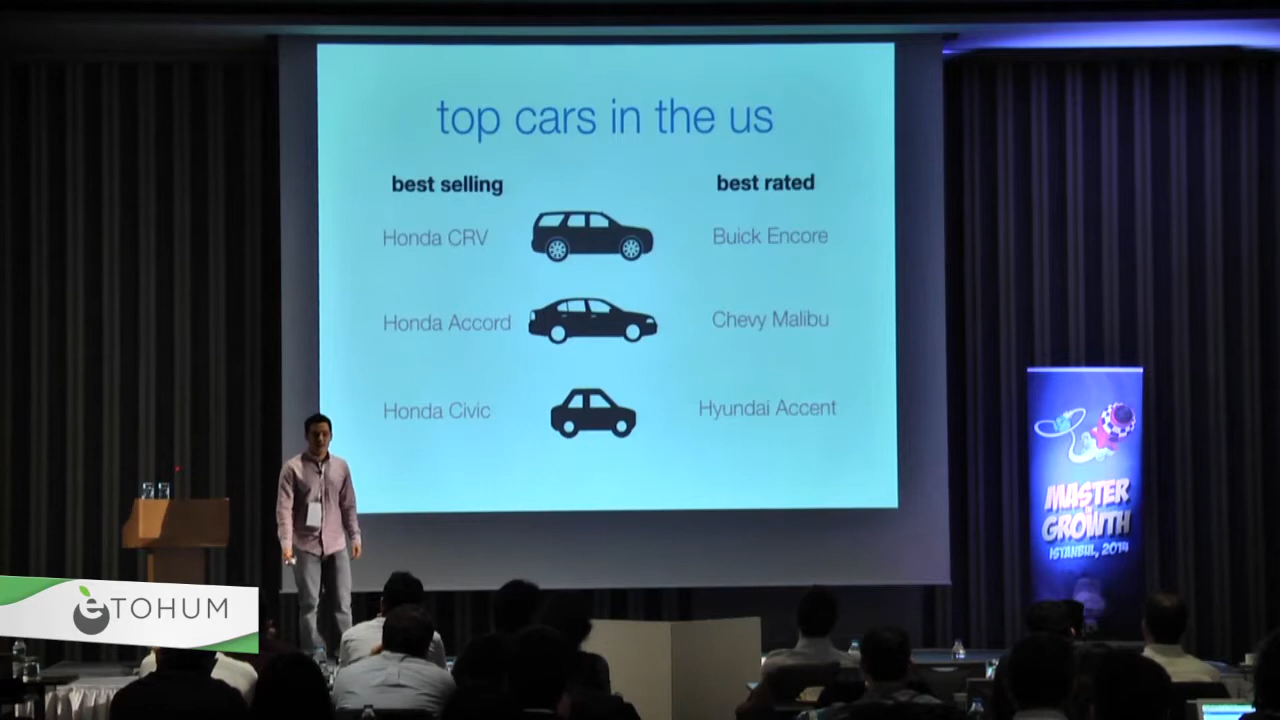 top cars in the us
best selling
best rated
Honda CRV
Buick Encore
Honda Accord
Chevy Malibu
Honda Civic
Hyundai Accent
MASTER
GROWTH
ISTANBUL, 2014
eTOHUM